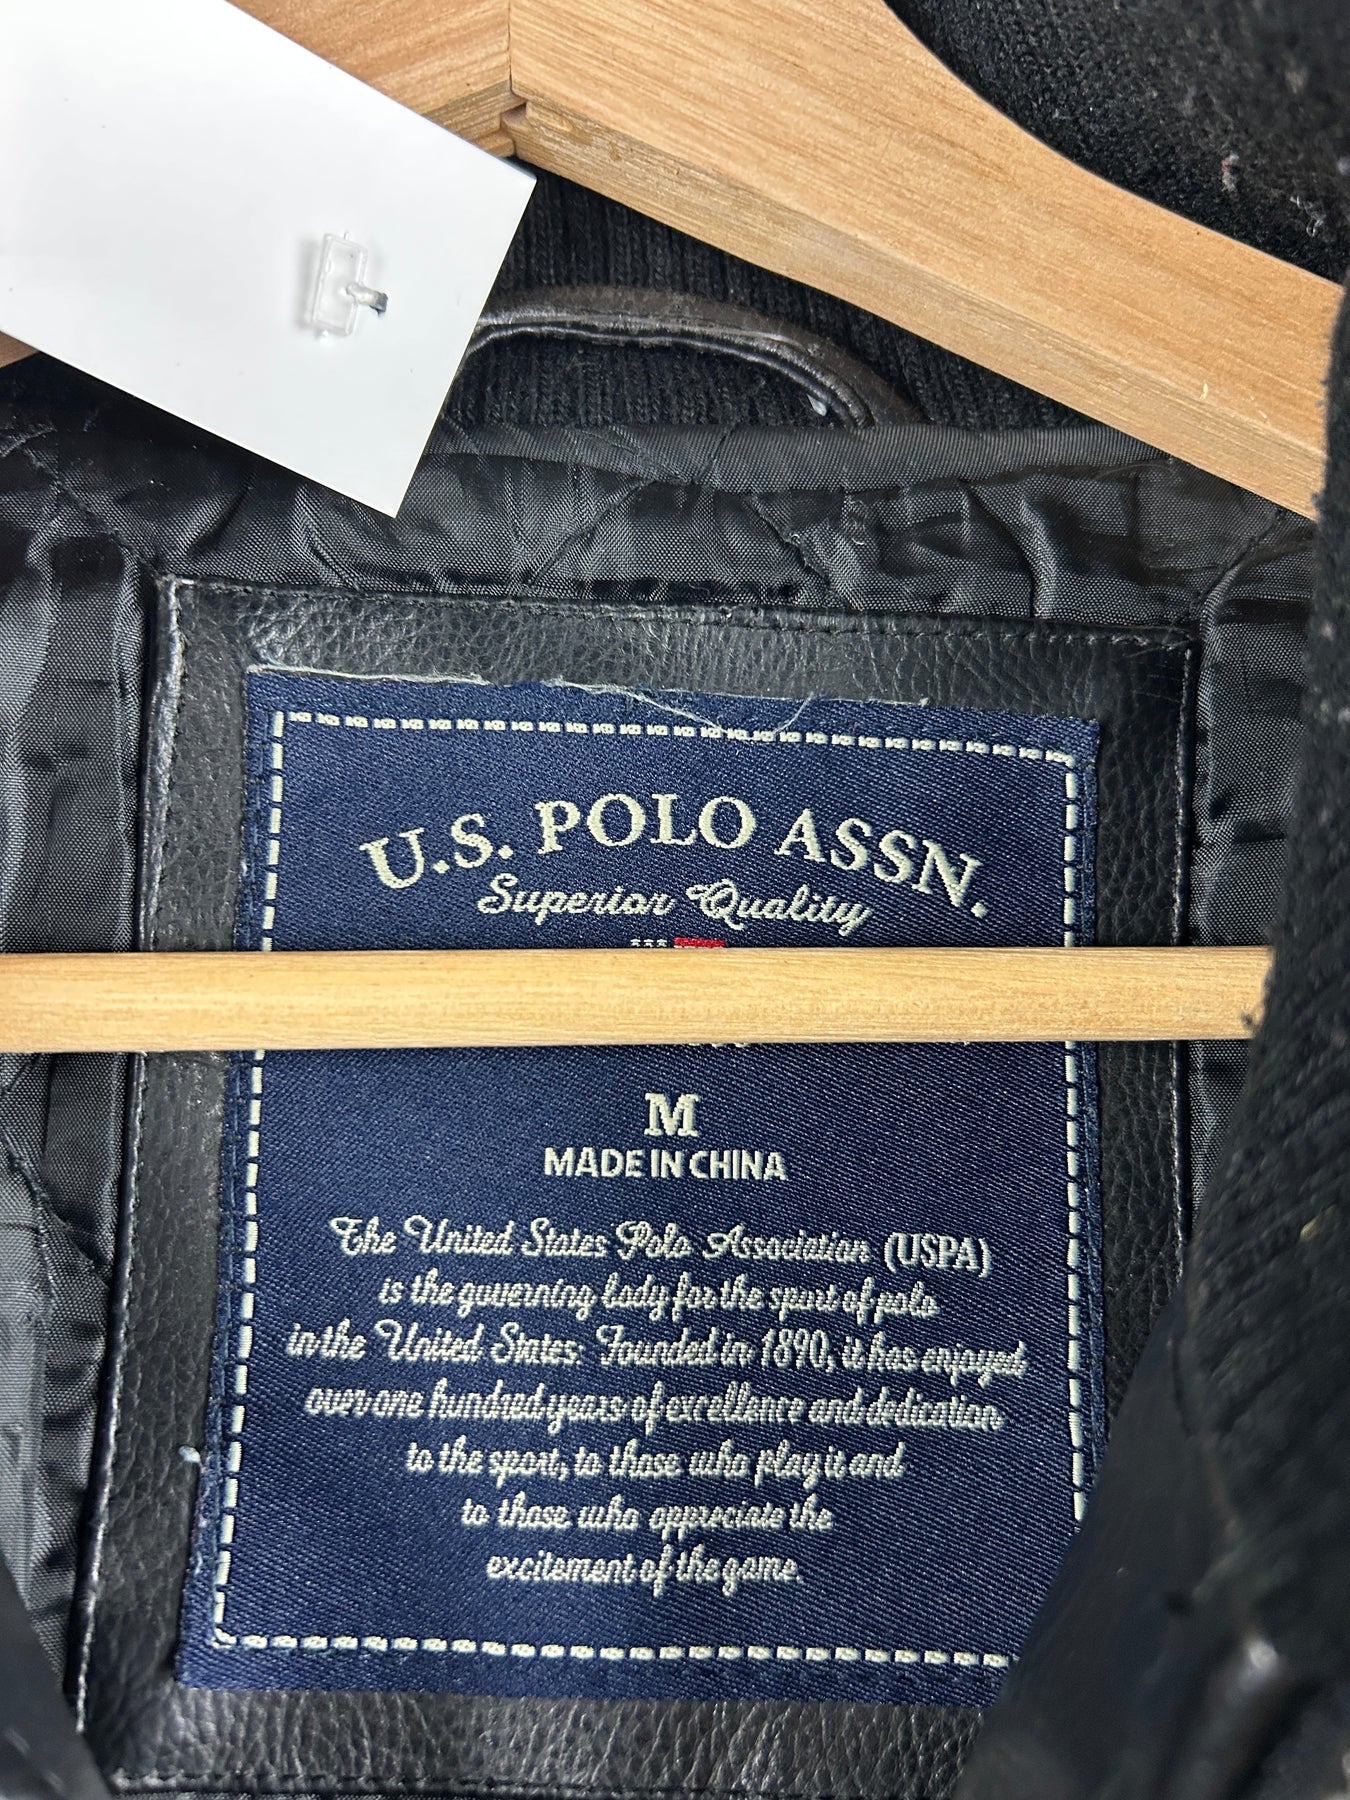 U.S. POLO ASSN.
Superior Quality
M
MADE IN CHINA
The United States Polo Association (USPA)
is the governing body for the sport of polo
in the United States. Founded in 1890, it has enjoyed
over one hundred years of excellence and dedication
to the sport, to those who play it and
to those who appreciate the
excitement of the game.